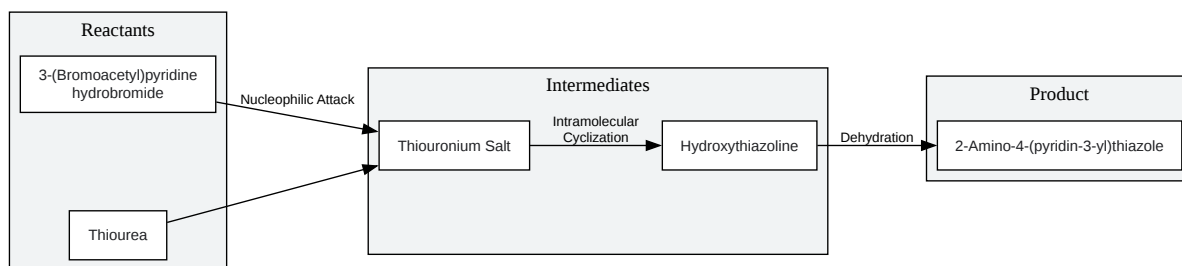 Reactants
3-(Bromoacetyl)pyridine
hydrobromide
Thiourea
Nucleophilic Attack
Intermediates
Thiouronium Salt
Intramolecular
Cyclization
Hydroxythiazoline
Dehydration
Product
2-Amino-4-(pyridin-3-yl)thiazole